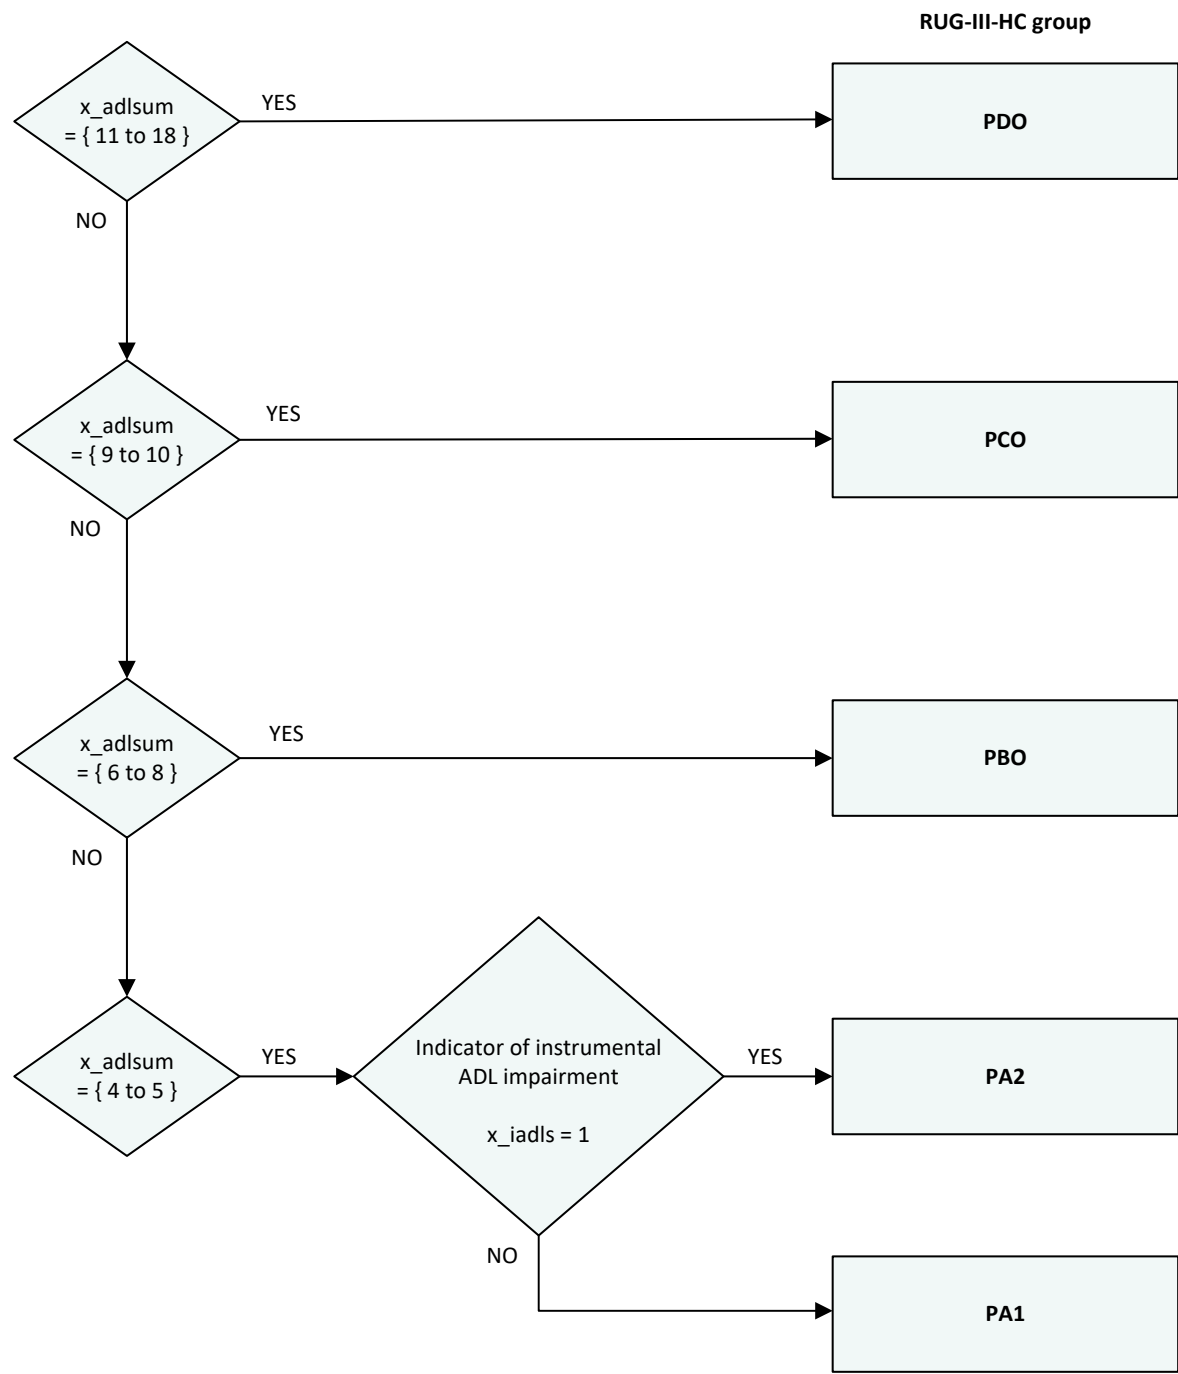 RUG-III-HC group
x_adlsum
= { 11 to 18 }
YES
PDO
NO
x_adlsum
= { 9 to 10 }
YES
PCO
NO
x_adlsum
= { 6 to 8 }
YES
PBO
NO
x_adlsum
= { 4 to 5 }
YES
Indicator of instrumental
ADL impairment
x_iadls = 1
YES
PA2
NO
PA1